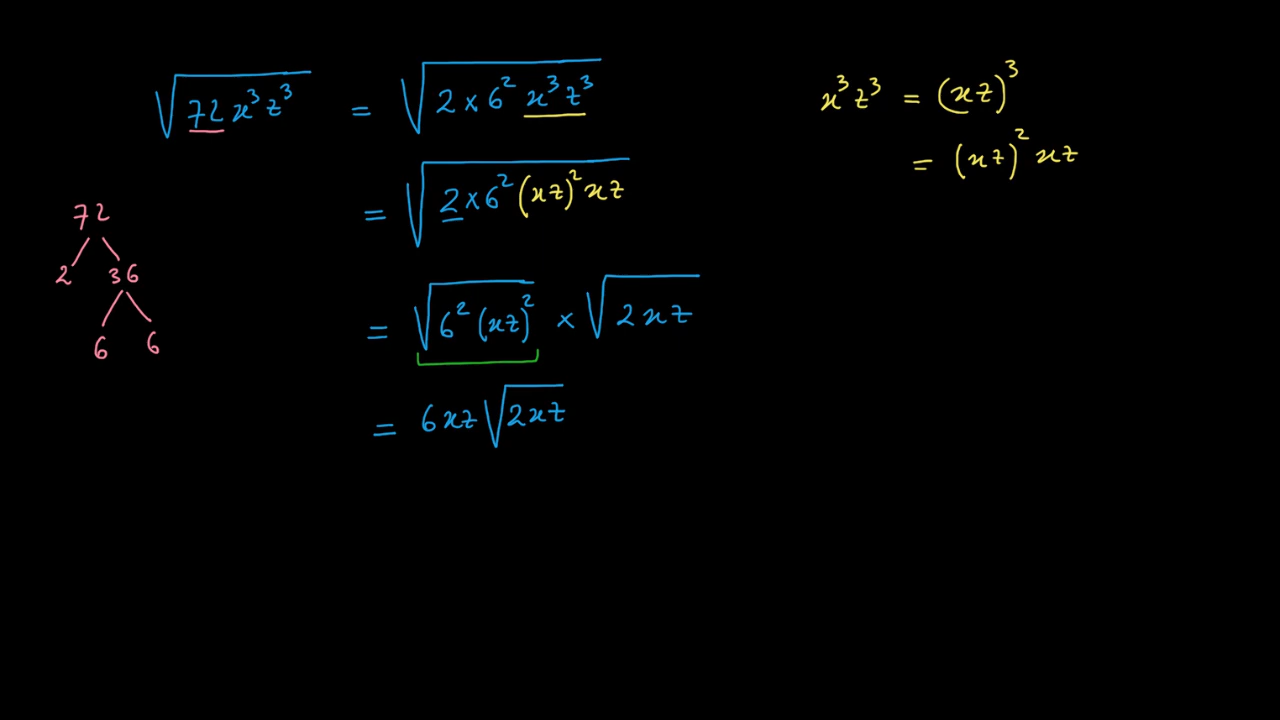 √(72x³z³) = √(2 × 6² x³z³)
= √(2 × 6² (xz)² xz)
= √(6² (xz)²) × √(2xz)
= 6xz√(2xz)
72
2 36
6 6
x³z³ = (xz)³
= (xz)² xz